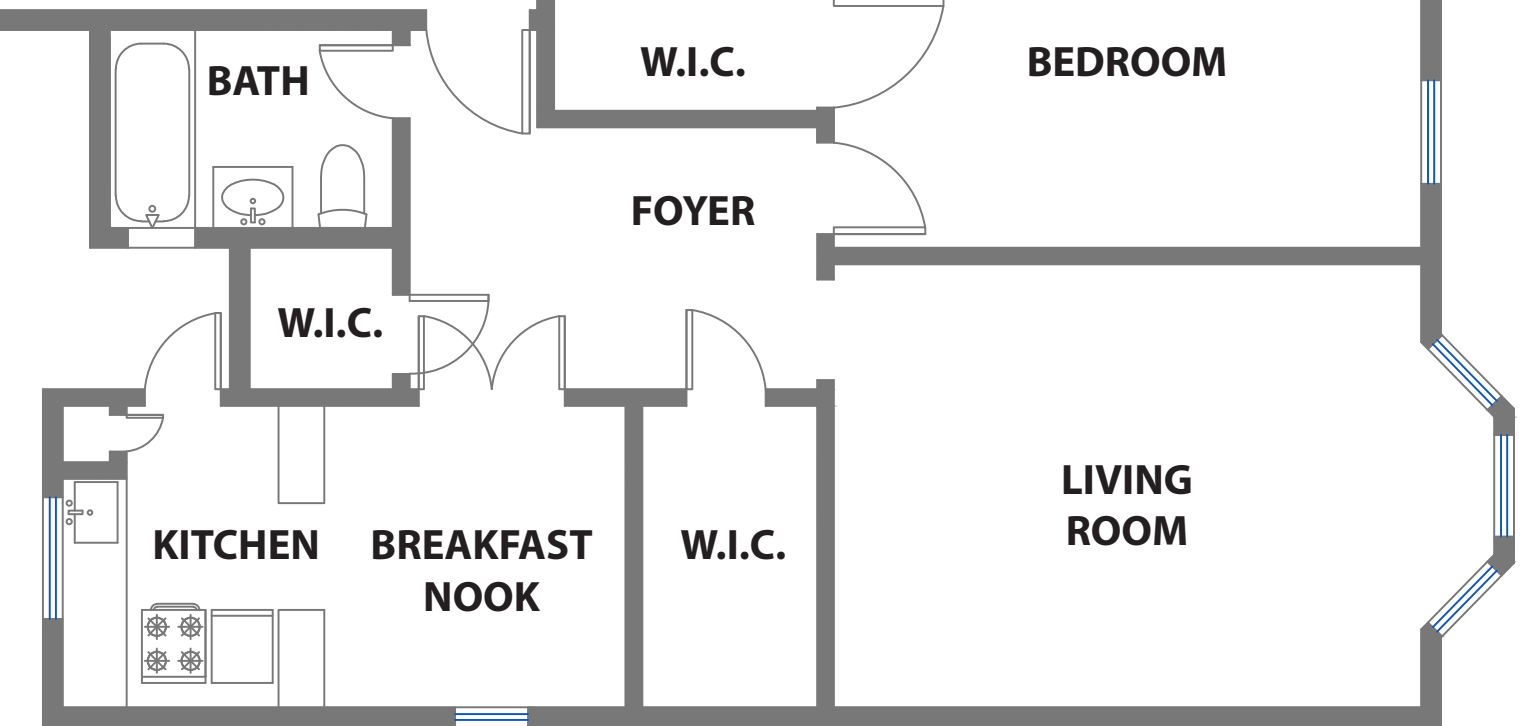 W.I.C.
BEDROOM
BATH
FOYER
W.I.C.
LIVING
ROOM
KITCHEN
BREAKFAST
NOOK
W.I.C.